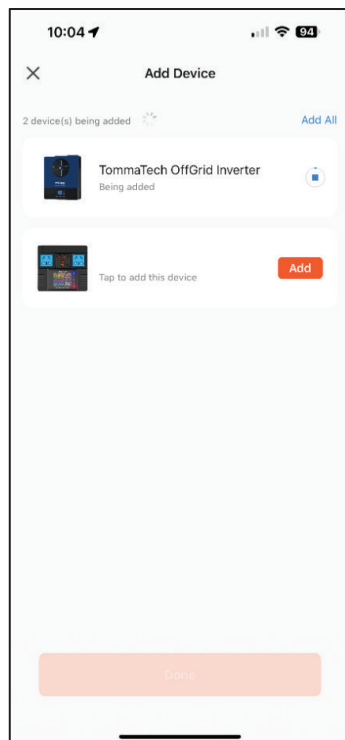 10:04
94
Add Device
2 device(s) being added
Add All
TommaTech OffGrid Inverter
Being added
Tap to add this device
Add
Done